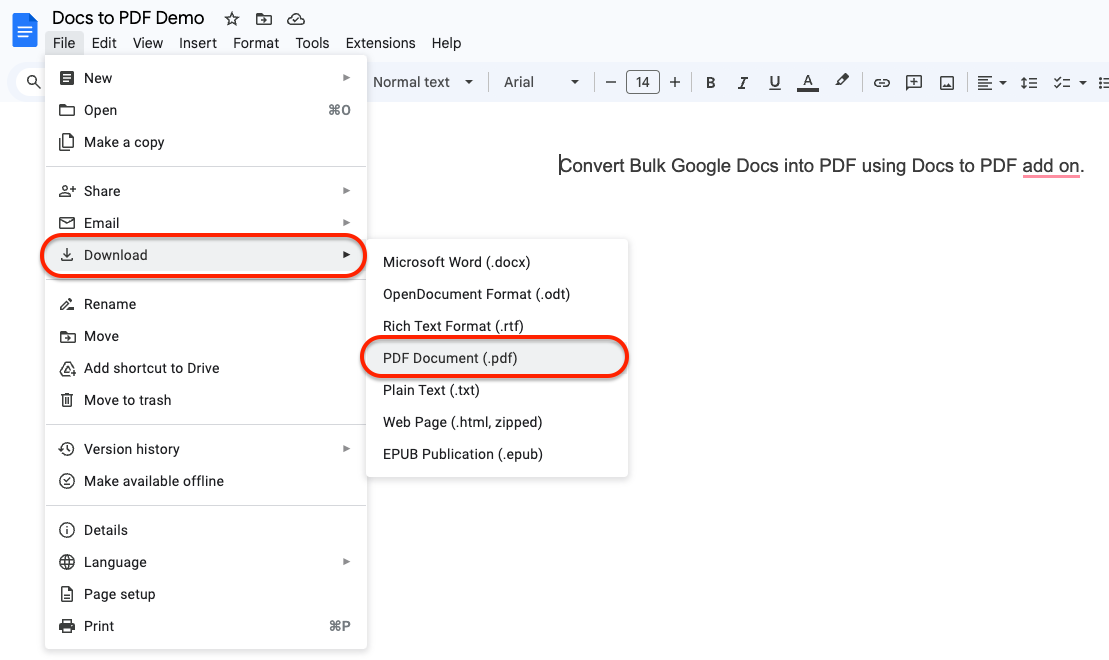 Docs to PDF Demo
File Edit View Insert Format Tools Extensions Help
Normal text Arial 14 B I U A
New
Open ⌘O
Make a copy
Convert Bulk Google Docs into PDF using Docs to PDF add on.
Share
Email
Download
Rename
Move
Add shortcut to Drive
Move to trash
Version history
Make available offline
Details
Language
Page setup
Print ⌘P
Microsoft Word (.docx)
OpenDocument Format (.odt)
Rich Text Format (.rtf)
PDF Document (.pdf)
Plain Text (.txt)
Web Page (.html, zipped)
EPUB Publication (.epub)